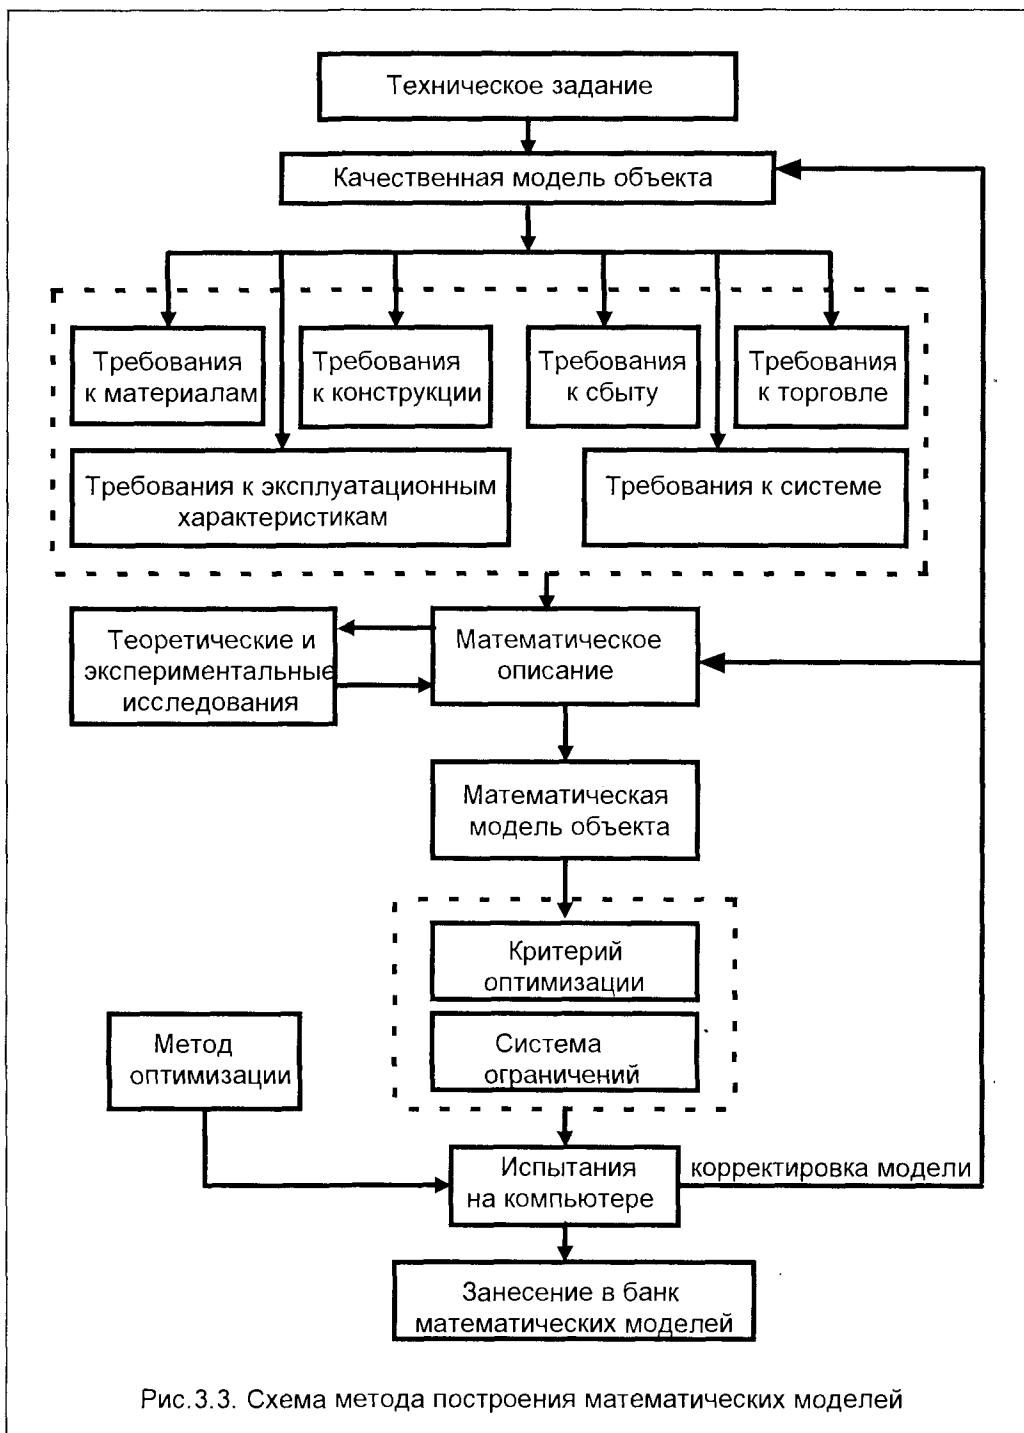 Техническое задание
Качественная модель объекта
Требования
к материалам
Требования
к конструкции
Требования
к сбыту
Требования
к торговле
Требования к эксплуатационным
характеристикам
Требования к системе
Теоретические и
экспериментальные
исследования
Математическое
описание
Математическая
модель объекта
Критерий
оптимизации
Система
ограничений
Метод
оптимизации
Испытания
на компьютере
корректировка модели
Занесение в банк
математических моделей
Рис.3.3. Схема метода построения математических моделей